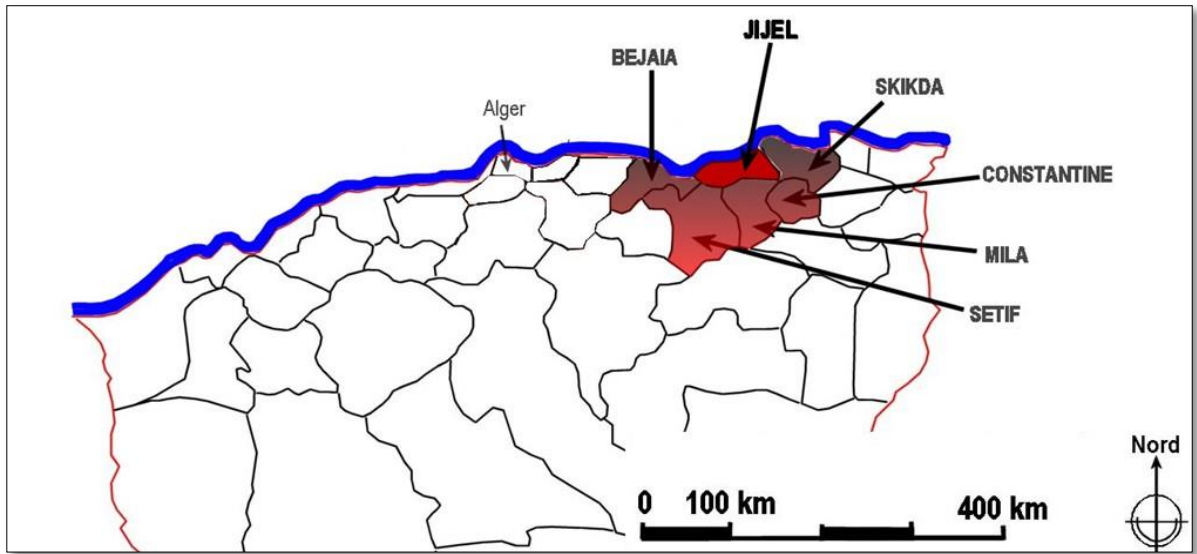 JIJEL
BEJAIA
SKIKDA
Alger
CONSTANTINE
MILA
SETIF
Nord
0 100 km 400 km